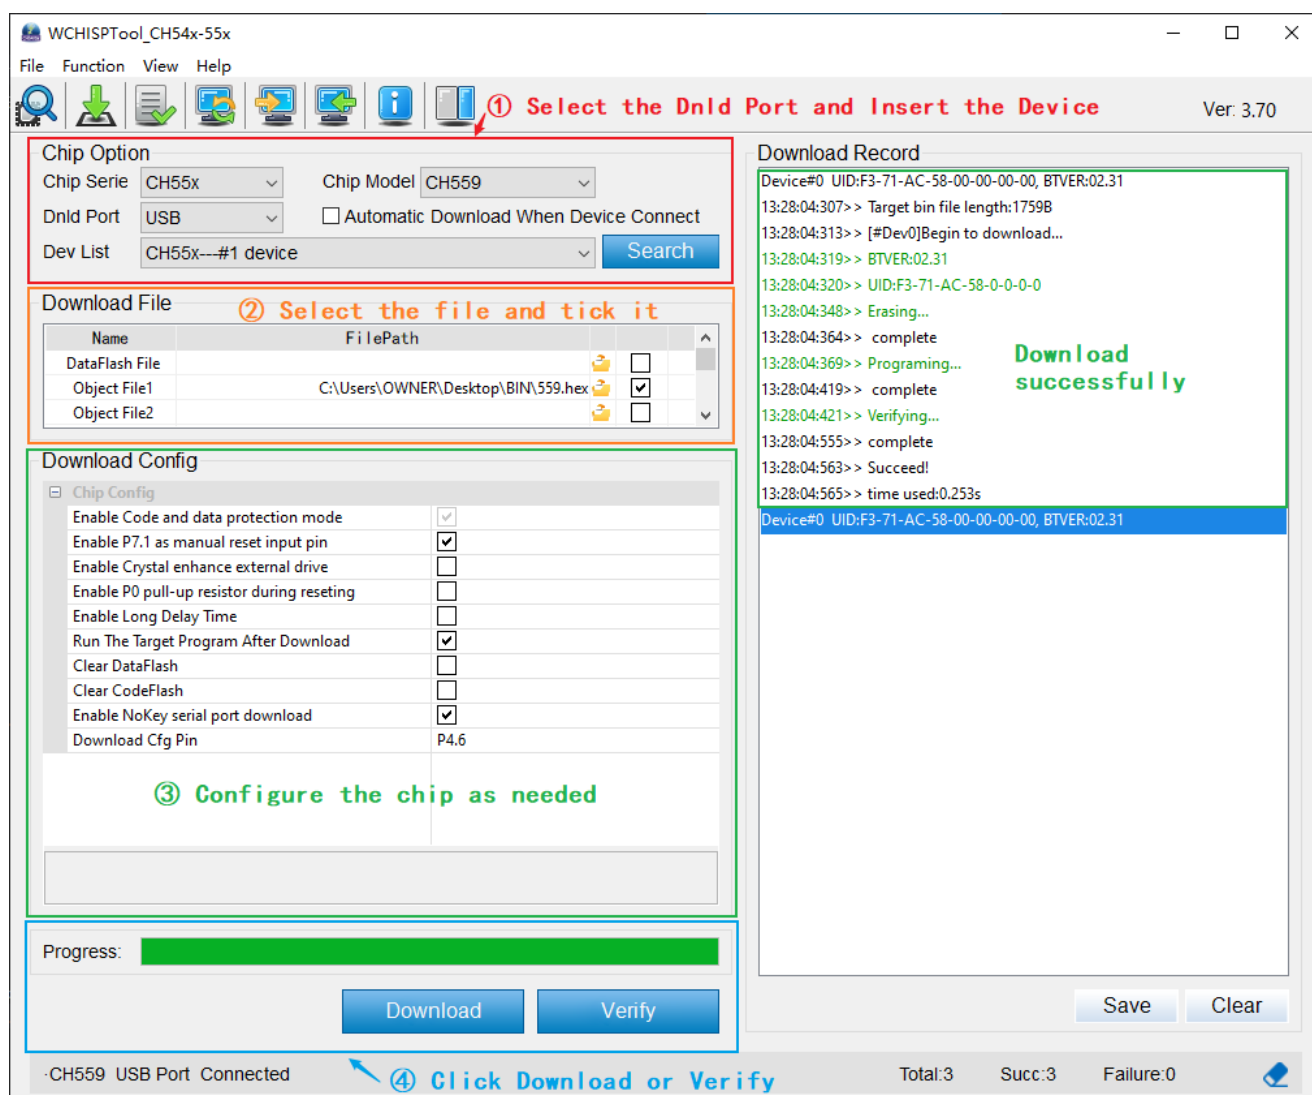 WCHISPTool_CH54x-55x
File Function View Help
① Select the Dnld Port and Insert the Device
Ver: 3.70
Chip Option
Chip Serie CH55x Chip Model CH559
Dnld Port USB Automatic Download When Device Connect
Dev List CH55x---#1 device Search
Download File
② Select the file and tick it
Name FilePath
DataFlash File
Object File1 C:\Users\OWNER\Desktop\BIN\559.hex
Object File2
Download Config
Chip Config
Enable Code and data protection mode
Enable P7.1 as manual reset input pin
Enable Crystal enhance external drive
Enable P0 pull-up resistor during reseting
Enable Long Delay Time
Run The Target Program After Download
Clear DataFlash
Clear CodeFlash
Enable NoKey serial port download
Download Cfg Pin P4.6
③ Configure the chip as needed
Progress:
Download Verify
Download Record
Device#0 UID:F3-71-AC-58-00-00-00-00, BTVER:02.31
13:28:04:307>> Target bin file length:1759B
13:28:04:313>> [#Dev0]Begin to download...
13:28:04:319>> BTVER:02.31
13:28:04:320>> UID:F3-71-AC-58-0-0-0-0
13:28:04:348>> Erasing...
13:28:04:364>> complete
13:28:04:369>> Programing...
13:28:04:419>> complete
13:28:04:421>> Verifying...
13:28:04:555>> complete
13:28:04:563>> Succeed!
13:28:04:565>> time used:0.253s
Download
successfully
Device#0 UID:F3-71-AC-58-00-00-00-00, BTVER:02.31
Save Clear
·CH559 USB Port Connected
④ Click Download or Verify
Total:3 Succ:3 Failure:0